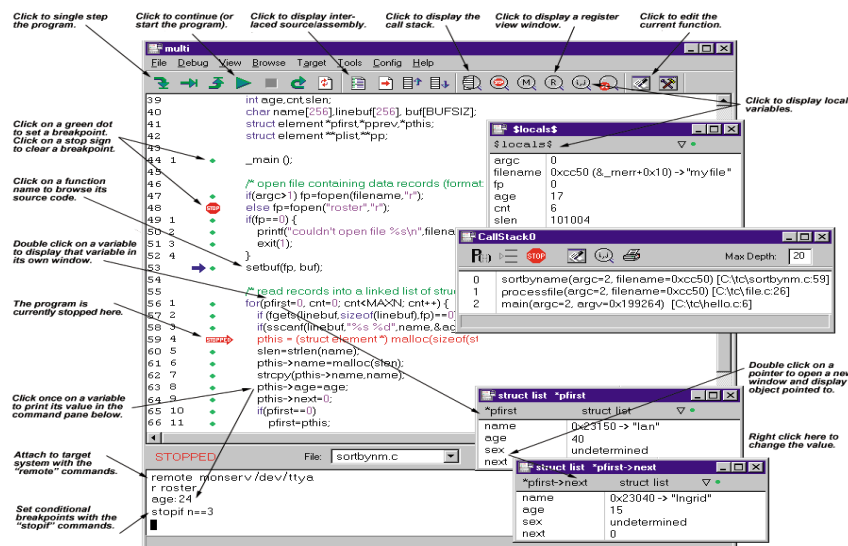 Click to single step
the program.
Click to continue (or
start the program).
Click to display inter-
laced source/assembly.
Click to display the
call stack.
Click to display a register
view window.
Click to edit the
current function.
multi
File Debug View Browse Target Tools Config Help
Click on a green dot
to set a breakpoint.
Click on a stop sign
to clear a breakpoint.
Click on a function
name to browse its
source code.
Double click on a variable
to display that variable in
its own window.
The program is
currently stopped here.
Click once on a variable
to print its value in the
command pane below.
Attach to target
system with the
"remote" commands.
Set conditional
breakpoints with the
"stopif" commands.
39 int age,cnt,slen;
40 char name[256],linebuf[256], buf[BUFSIZ];
41 struct element *pfirst,*pprev,*pthis;
42 struct element **plist,**pp;
43
44 1 _main ();
45
46 /* open file containing data records (format:
47 if(argc>1) fp=fopen(filename,"r");
48 STOP else fp=fopen("roster","r");
49 1 if(fp==0) {
50 2 printf("couldn't open file %s\n",filena
51 3 exit(1);
52 4 }
53 setbuf(fp, buf);
54
55 /* read records into a linked list of struc
56 1 for(pfirst=0, cnt=0; cnt<MAXN; cnt++) {
57 2 if (fgets(linebuf,sizeof(linebuf),fp)==0)
58 3 if(sscanf(linebuf,"%s %d",name,&ag
59 4 STOPPED pthis = (struct element *) malloc(sizeof(st
60 5 slen=strlen(name);
61 6 pthis->name=malloc(slen);
62 7 strcpy(pthis->name,name);
63 8 pthis->age=age;
64 9 pthis->next=0;
65 10 if(pfirst==0)
66 11 pfirst=pthis;
STOPPED File: sortbynm.c
remote monserv /dev/ttya
r roster
age: 24
stopif n==3
Click to display local
variables.
$locals$
$locals$
argc 0
filename 0xcc50 (&_rnerr+0x10) ->"myfile"
fp 0
age 17
cnt 6
slen 101004
CallStack0
STOP Max Depth: 20
0 sortbyname(argc=2, filename=0xcc50) [C:\tc\sortbynm.c:59]
1 processfile(argc=2, filename=0xcc50) [C:\tc\file.c:26]
2 main(argc=2, argv=0x199264) [C:\tc\hello.c:6]
Double click on a
pointer to open a new
window and display
object pointed to.
struct list *pfirst
*pfirst struct list
name 0x23150 -> "Ian"
age 40
sex undetermined
next
Right click here to
change the value.
struct list *pfirst->next
*pfirst->next struct list
name 0x23040 -> "Ingrid"
age 15
sex undetermined
next 0